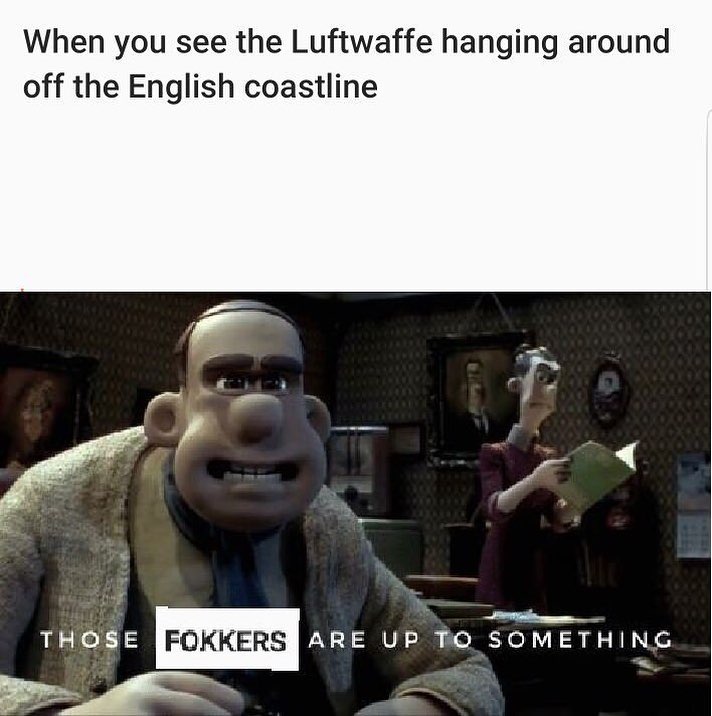 When you see the Luftwaffe hanging around
off the English coastline
THOSE FOKKERS ARE UP TO SOMETHING